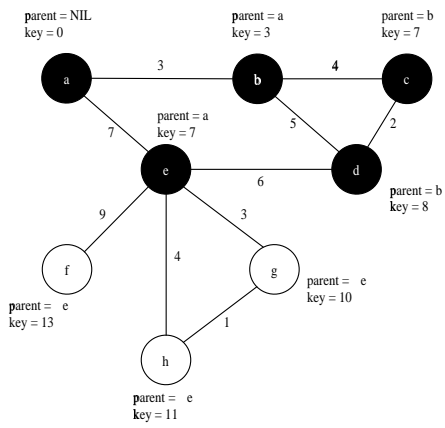 parent = NIL
key = 0
parent = a
key = 3
parent = b
key = 7
a
3
b
4
c
7
parent = a
key = 7
5
2
e
6
d
parent = b
key = 8
9
3
4
f
g
parent = e
key = 10
parent = e
key = 13
1
h
parent = e
key = 11